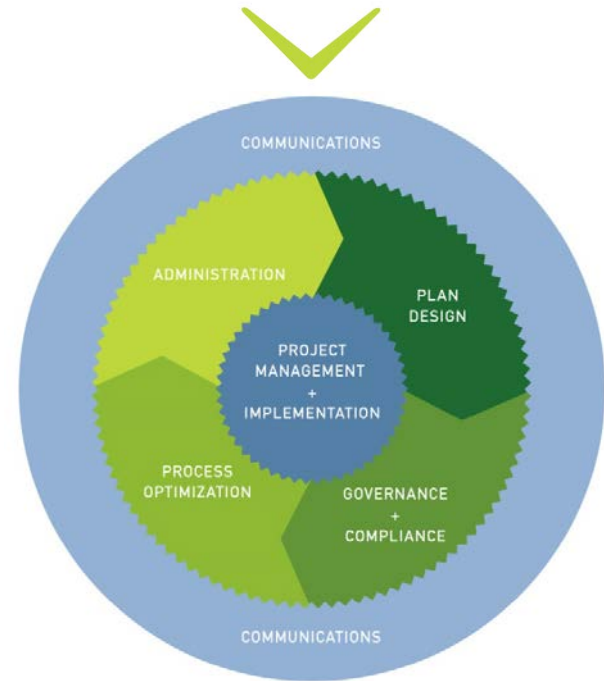 COMMUNICATIONS
ADMINISTRATION
PLAN
DESIGN
PROJECT
MANAGEMENT
+
IMPLEMENTATION
PROCESS
OPTIMIZATION
GOVERNANCE
+
COMPLIANCE
COMMUNICATIONS